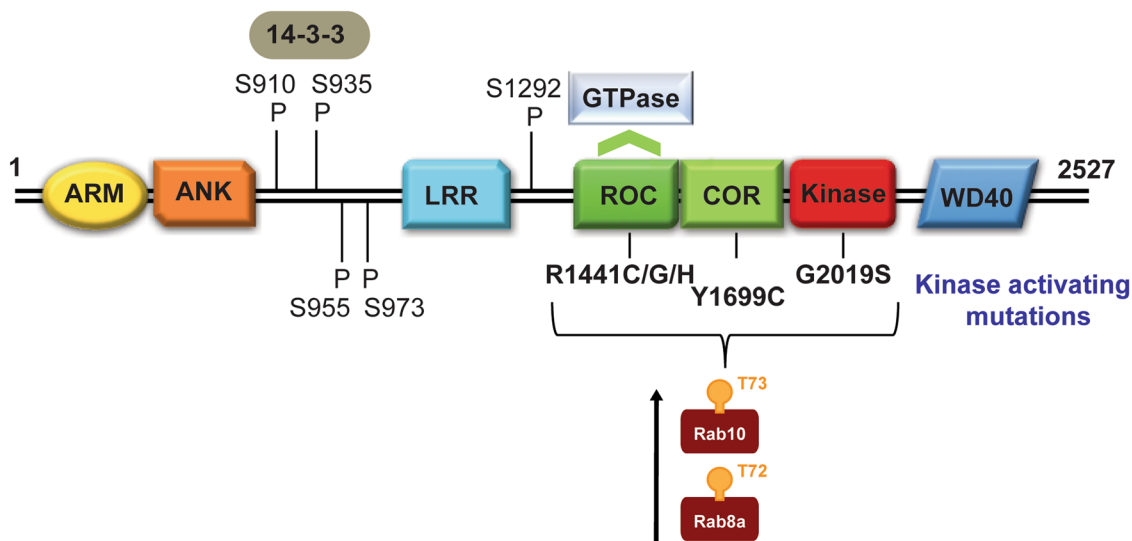 14-3-3
S910 S935
P P
S1292
P
GTPase
1
ARM
ANK
LRR
ROC
COR
Kinase
WD40
2527
P P
S955 S973
R1441C/G/H
Y1699C
G2019S
Kinase activating
mutations
T73
Rab10
T72
Rab8a